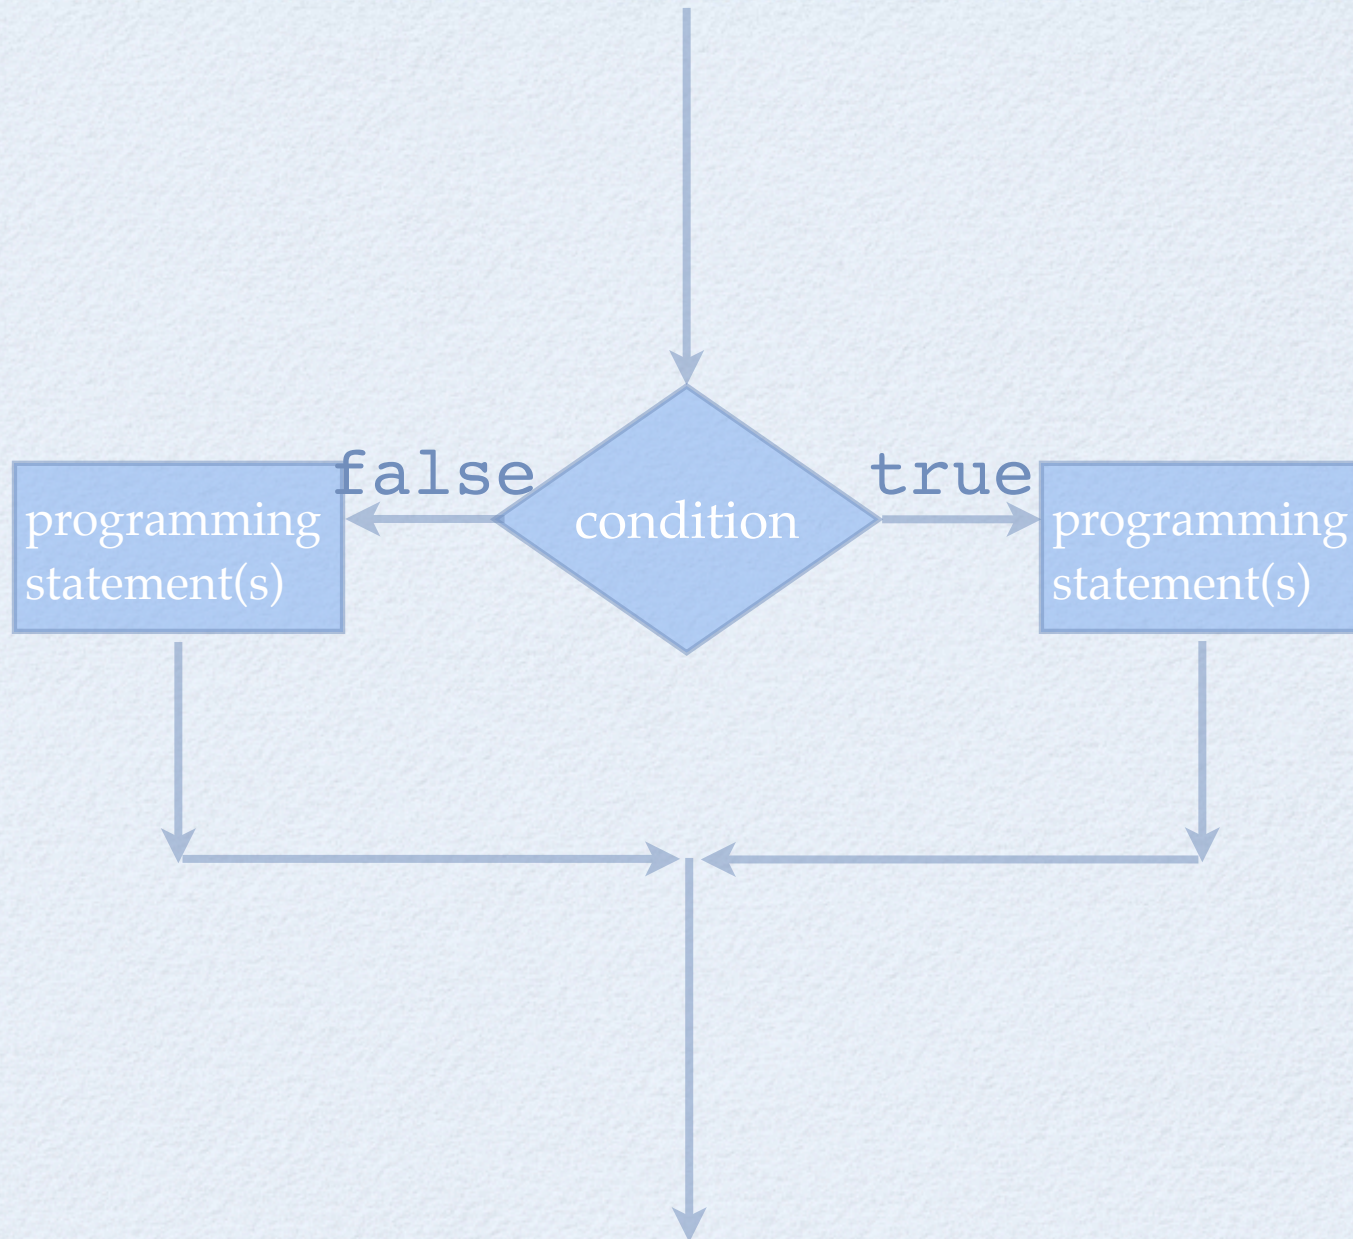 false
true
programming
statement(s)
condition
programming
statement(s)